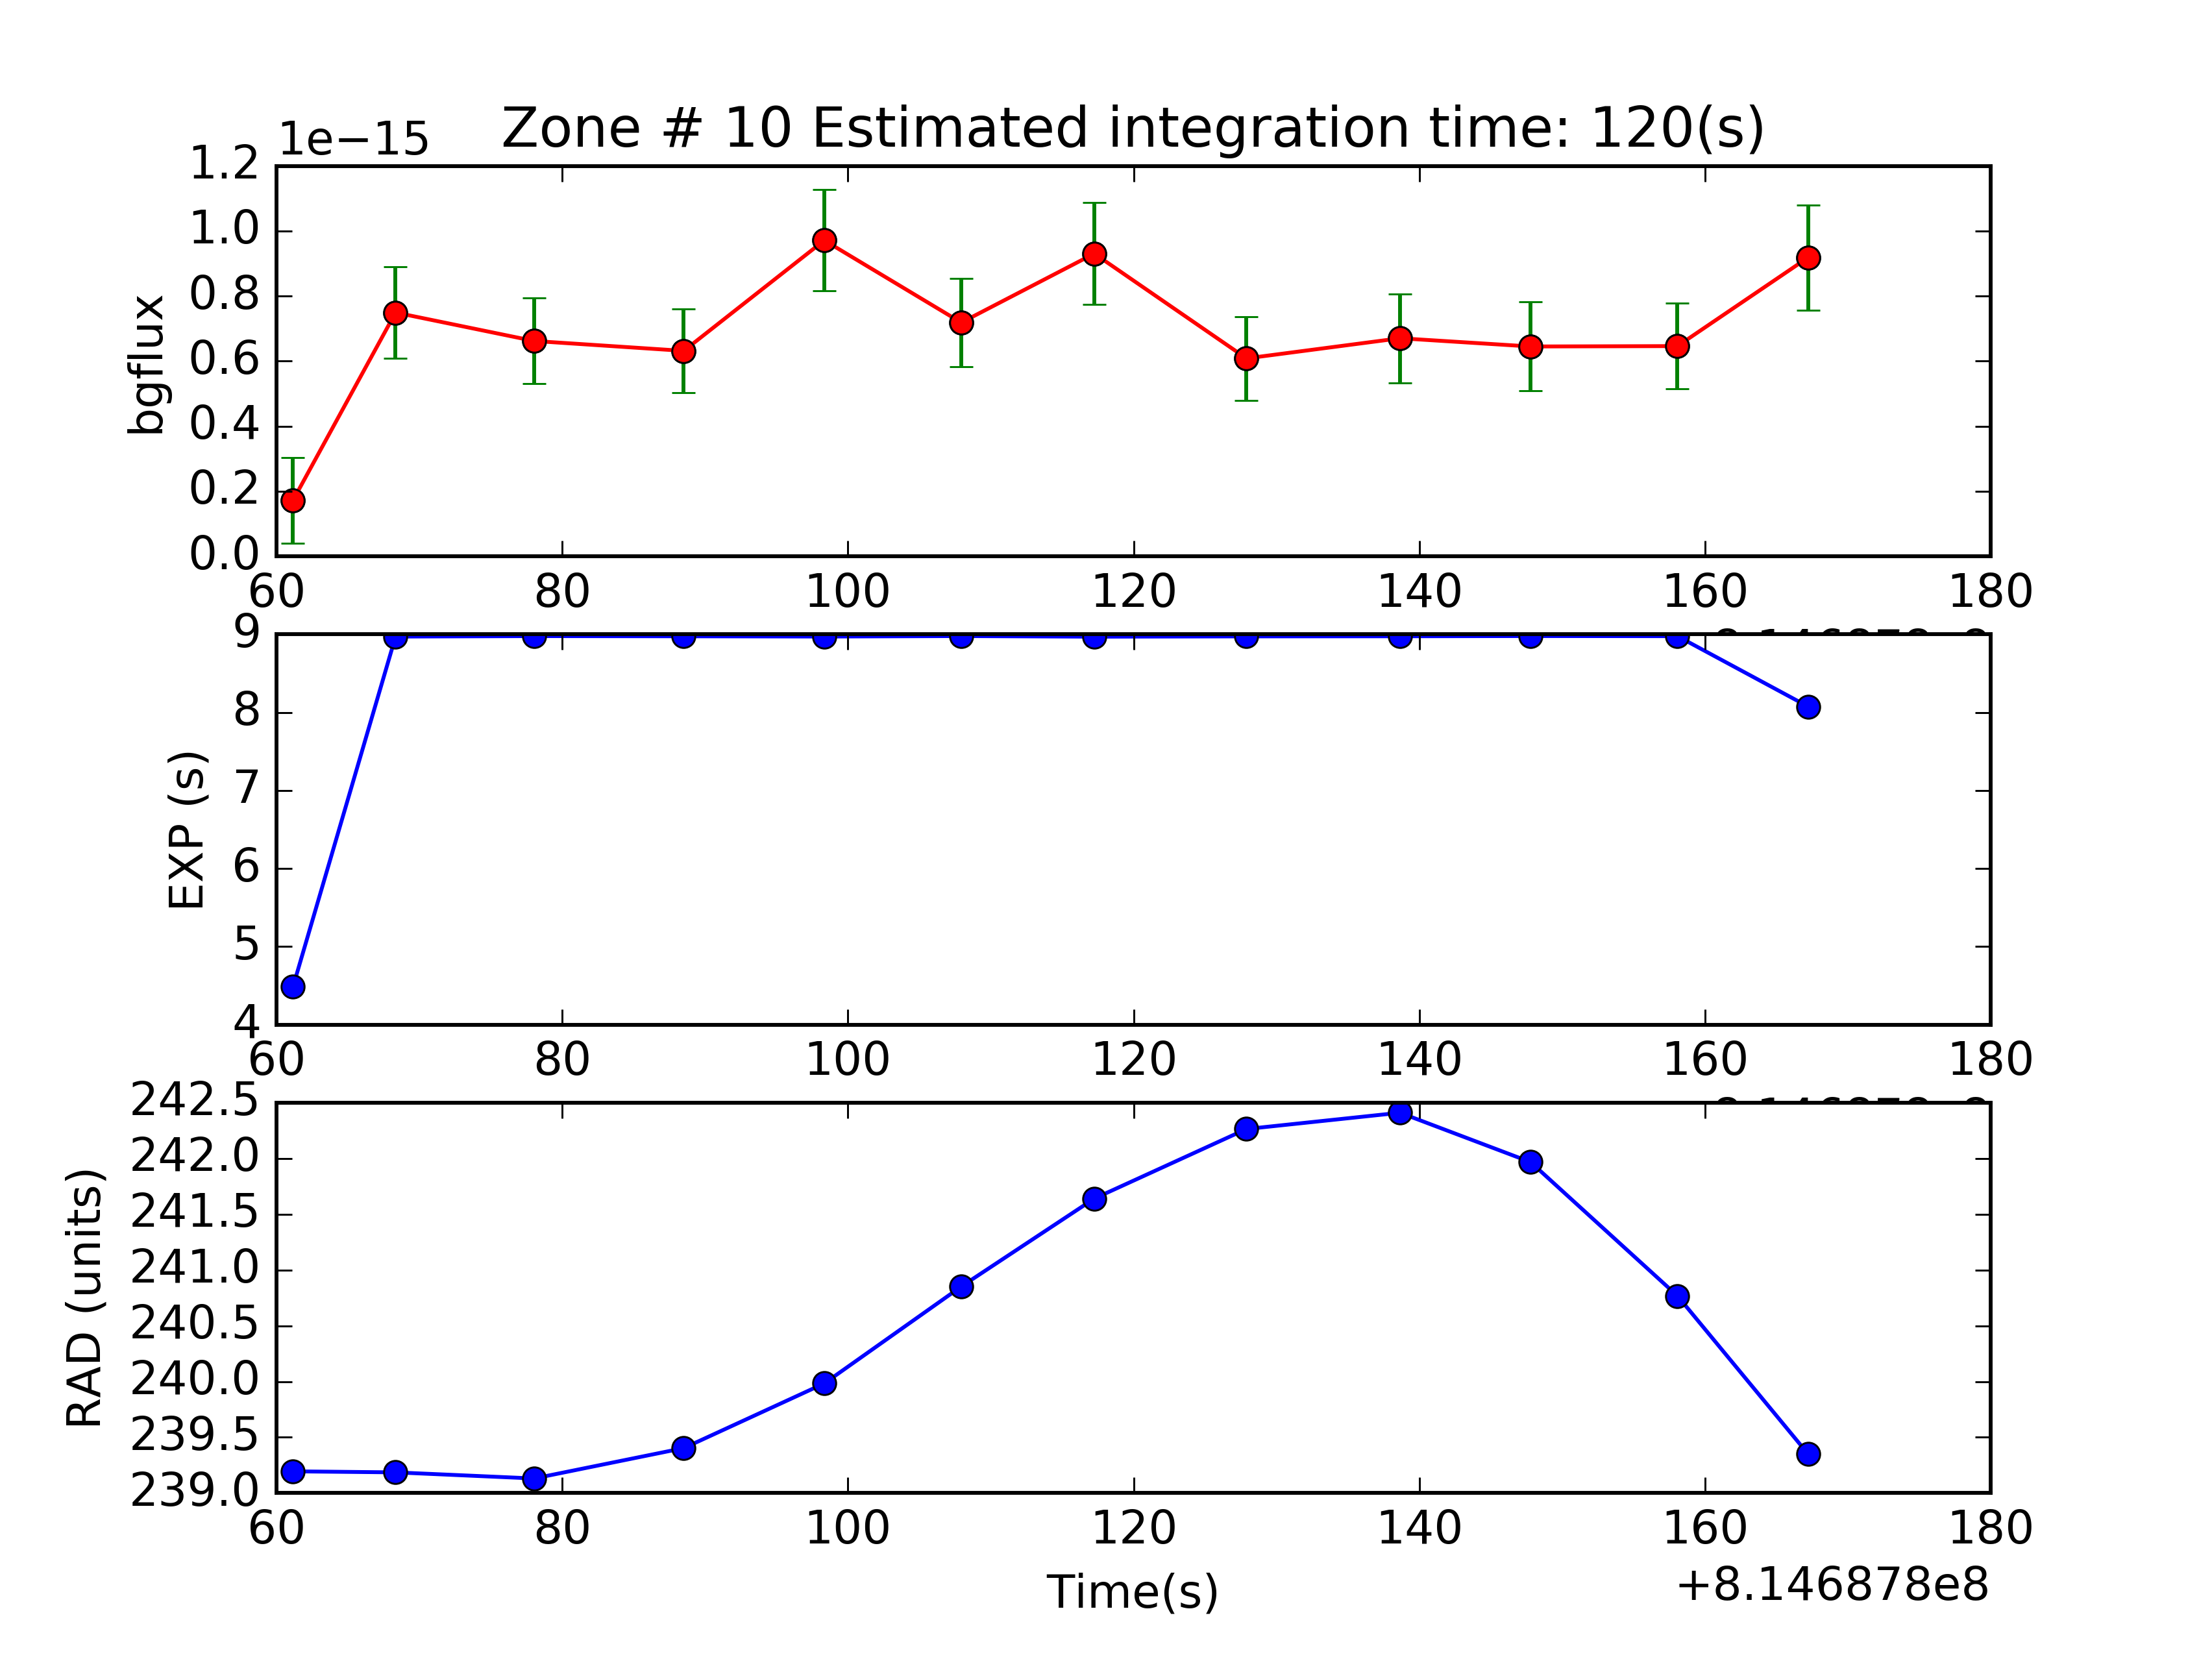 Zone # 10 Estimated integration time: 120(s)
1e−15
1.2
1.0
0.8
0.6
0.4
0.2
0.0
bgflux
60 80 100 120 140 160 180
9
8
7
6
5
4
EXP (s)
60 80 100 120 140 160 180
242.5
242.0
241.5
241.0
240.5
240.0
239.5
239.0
RAD (units)
60 80 100 120 140 160 180
Time(s)
+8.146878e8